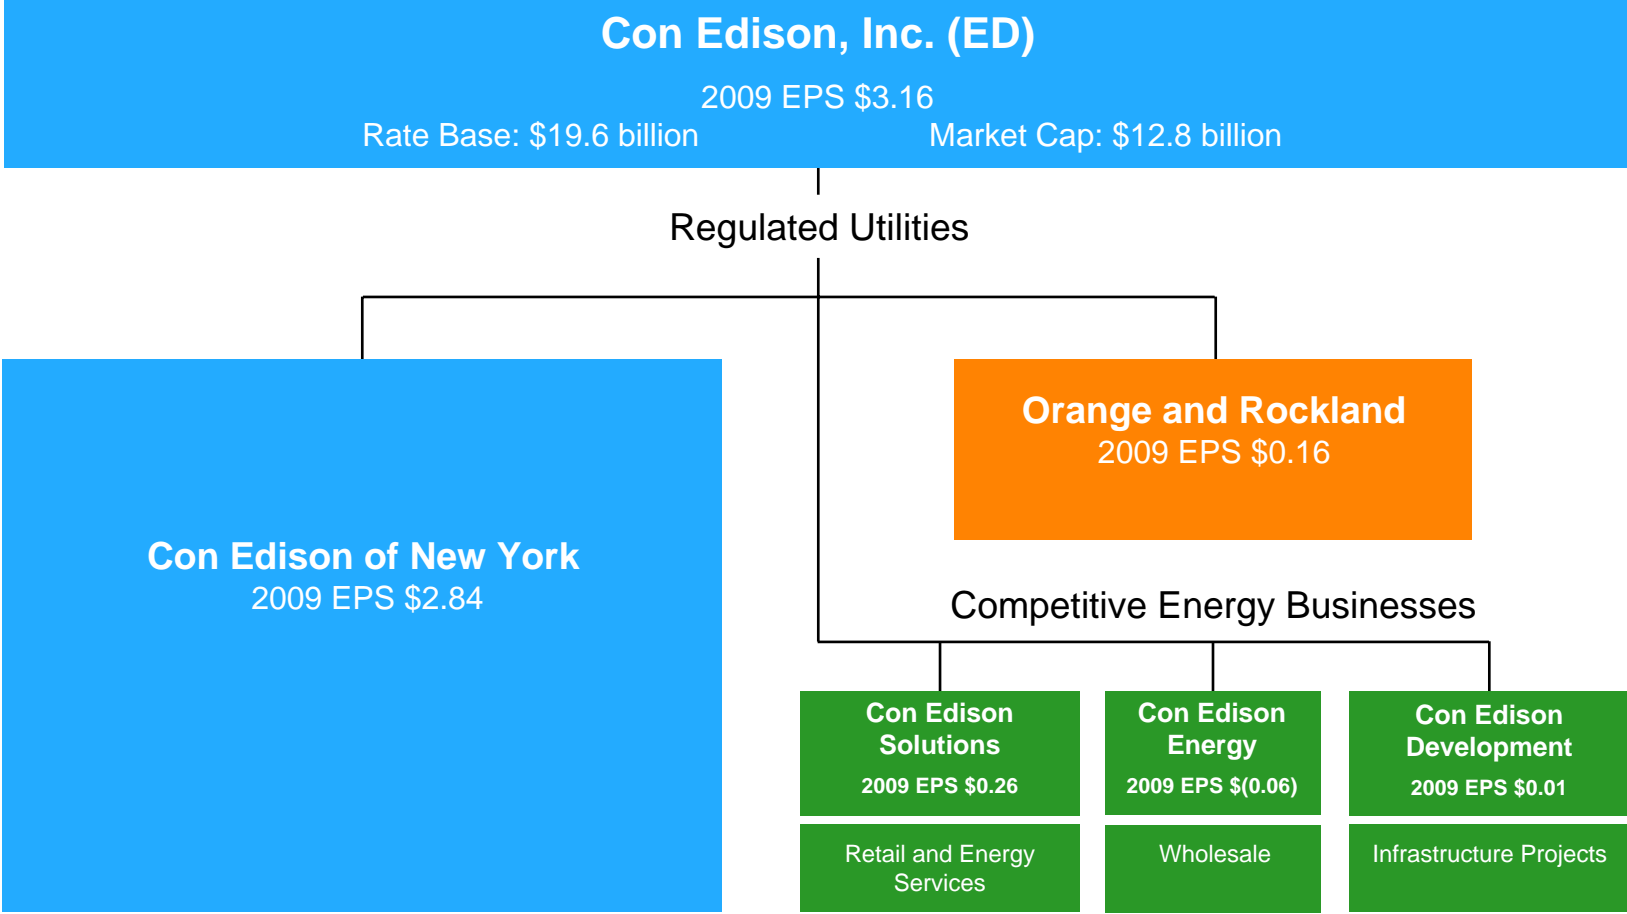 Con Edison, Inc. (ED)
2009 EPS $3.16
Rate Base: $19.6 billion
Market Cap: $12.8 billion
Regulated Utilities
Con Edison of New York
2009 EPS $2.84
Orange and Rockland
2009 EPS $0.16
Competitive Energy Businesses
Con Edison
Solutions
2009 EPS $0.26
Retail and Energy
Services
Con Edison
Energy
2009 EPS $(0.06)
Wholesale
Con Edison
Development
2009 EPS $0.01
Infrastructure Projects